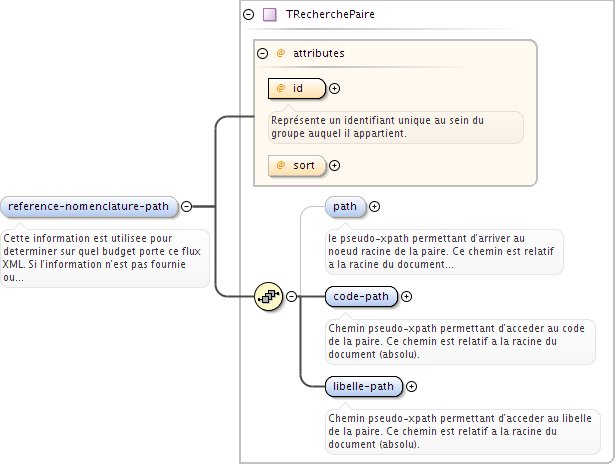 TRecherchePaire
@ attributes
@ id
Représente un identifiant unique au sein du
groupe auquel il appartient.
@ sort
reference-nomenclature-path
Cette information est utilisee pour
determiner sur quel budget porte ce flux
XML. Si l'information n'est pas fournie
ou...
path
le pseudo-xpath permettant d'arriver au
noeud racine de la paire. Ce chemin est relatif
a la racine du document...
code-path
Chemin pseudo-xpath permettant d'acceder au code
de la paire. Ce chemin est relatif a la racine du
document (absolu).
libelle-path
Chemin pseudo-xpath permettant d'acceder au libelle
de la paire. Ce chemin est relatif a la racine du
document (absolu).